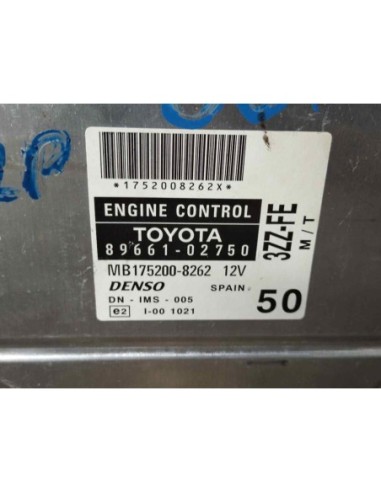 *1752008262X*
ENGINE CONTROL
TOYOTA
89661-02750
MB175200-8262 12V
DENSO SPAIN
DN - IMS - 005
e2 I-00 1021
50
3ZZ-FE
M/T